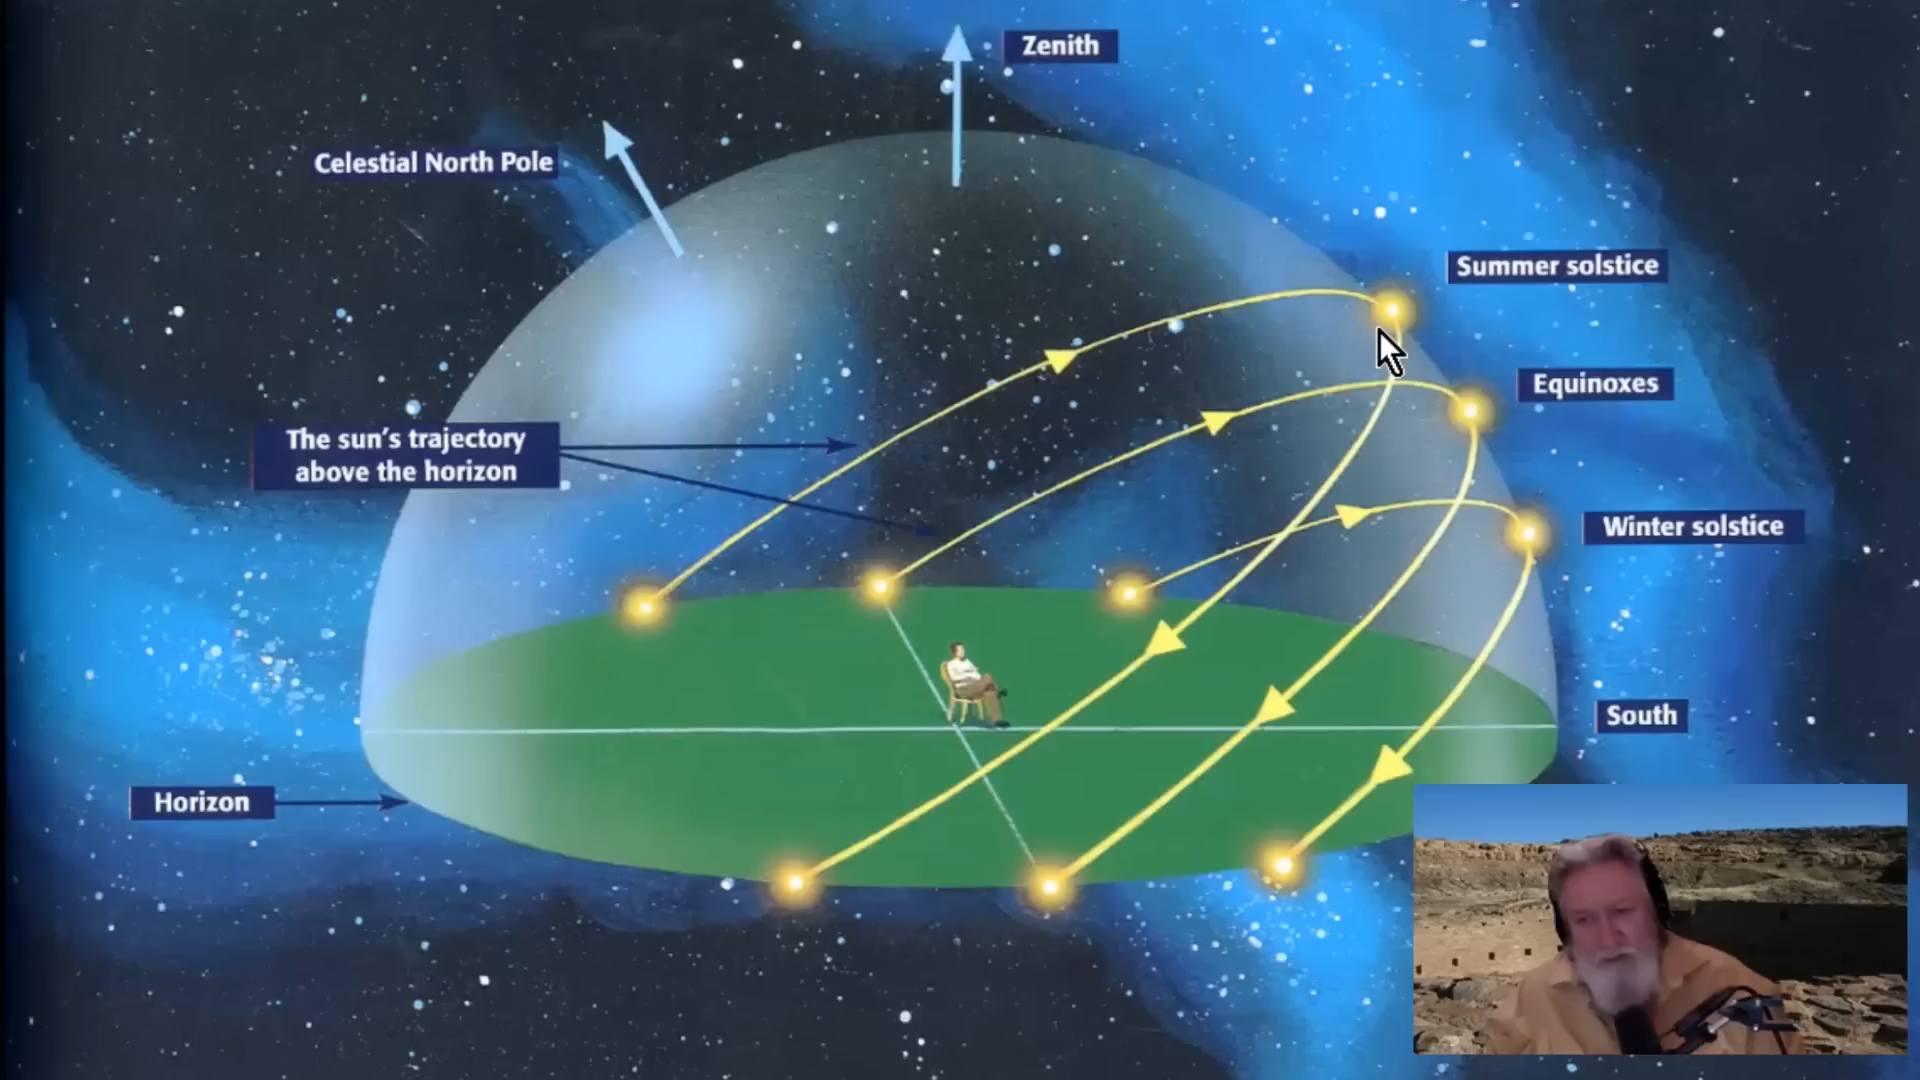 Zenith
Celestial North Pole
Summer solstice
Equinoxes
The sun’s trajectory
above the horizon
Winter solstice
South
Horizon